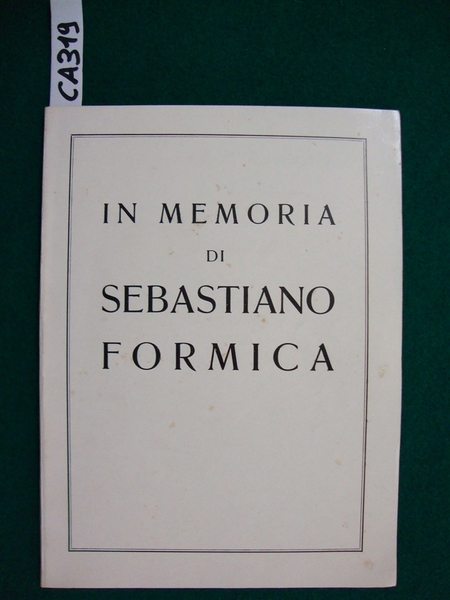 CA319
IN MEMORIA
DI
SEBASTIANO
FORMICA